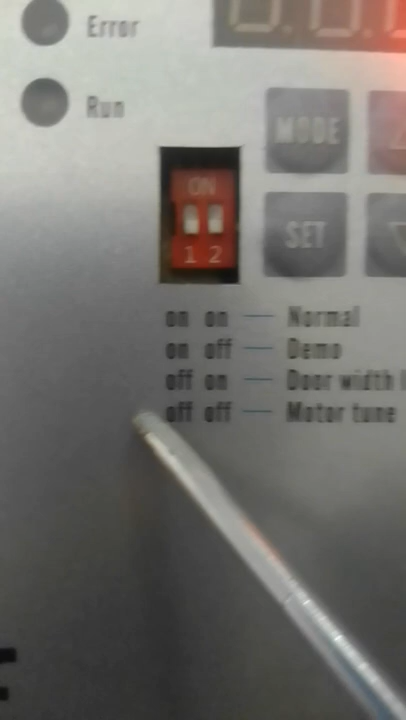 Error
Run
MODE
ON
1 2
SET
on on — Normal
on off — Demo
off on — Door width
off off — Motor tune